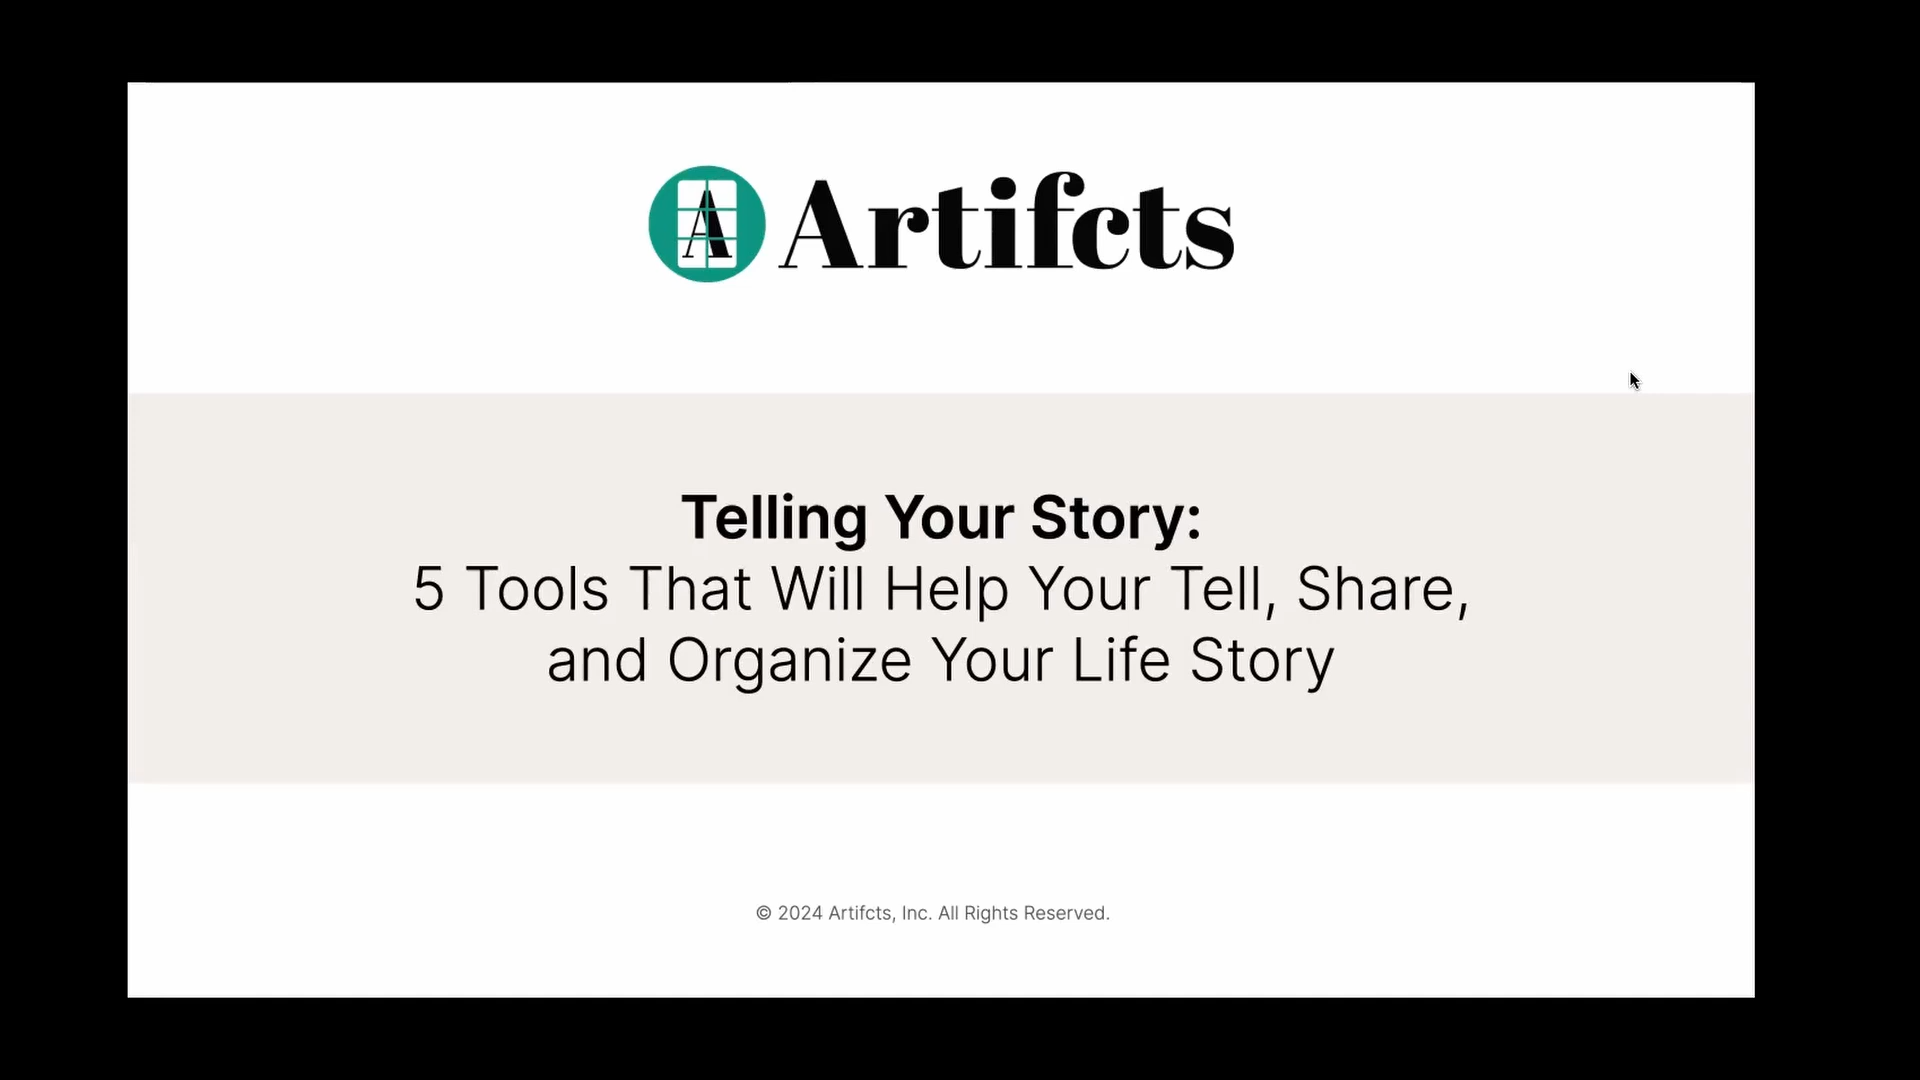 A Artifcts
Telling Your Story:
5 Tools That Will Help Your Tell, Share,
and Organize Your Life Story
© 2024 Artifcts, Inc. All Rights Reserved.